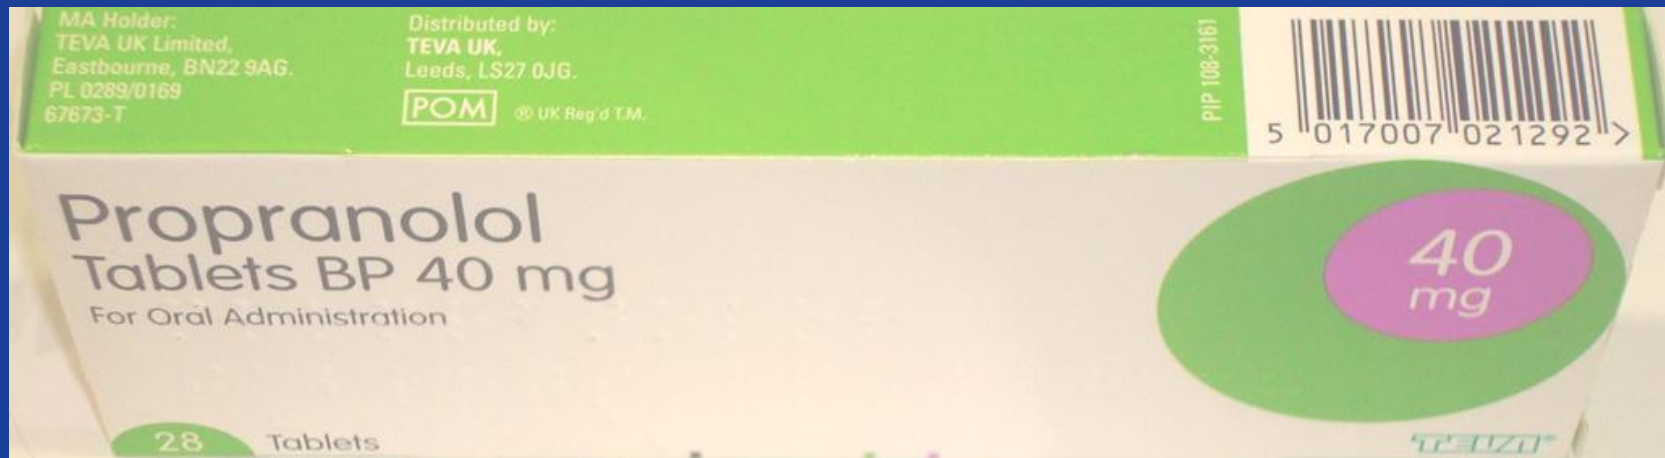 MA Holder:
TEVA UK Limited,
Eastbourne, BN22 9AG.
PL 0289/0169
67673-T
Distributed by:
TEVA UK,
Leeds, LS27 0JG.
POM ® UK Reg'd T.M.
PIP 108-3161
5 017007 021292 >
Propranolol
Tablets BP 40 mg
For Oral Administration
40
mg
28 Tablets
TEVA®